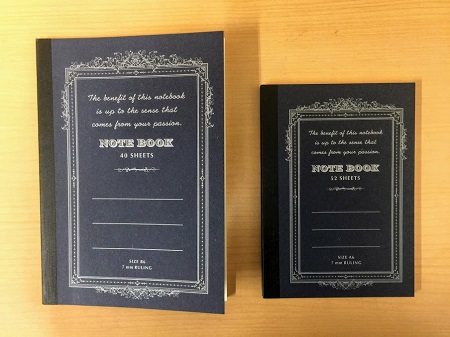 The benefit of this notebook
is up to the sense that
comes from your passion.
NOTE BOOK
40 SHEETS
SIZE B6
7 mm RULING
The benefit of this notebook
is up to the sense that
comes from your passion.
NOTE BOOK
52 SHEETS
SIZE A6
7 mm RULING